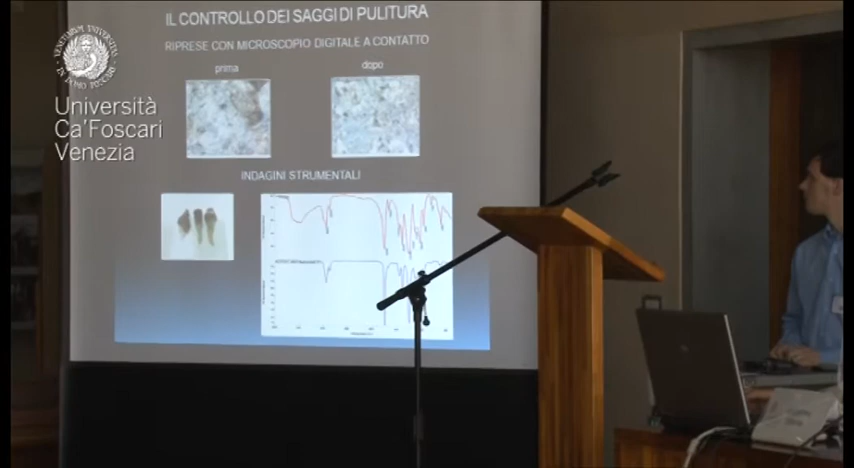 IL CONTROLLO DEI SAGGI DI PULITURA
RIPRESE CON MICROSCOPIO DIGITALE A CONTATTO
prima
dopo
Università
Ca'Foscari
Venezia
INDAGINI STRUMENTALI